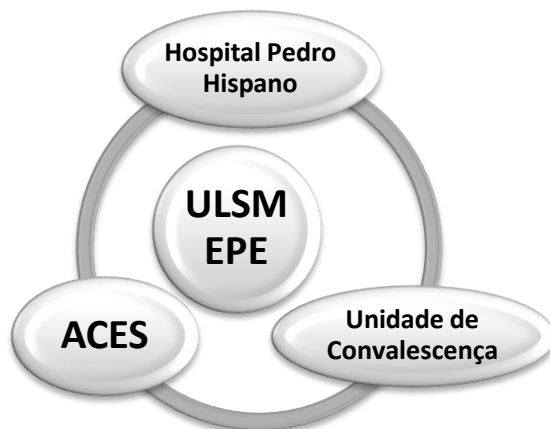 Hospital Pedro
Hispano
ULSM
EPE
ACES
Unidade de
Convalescença